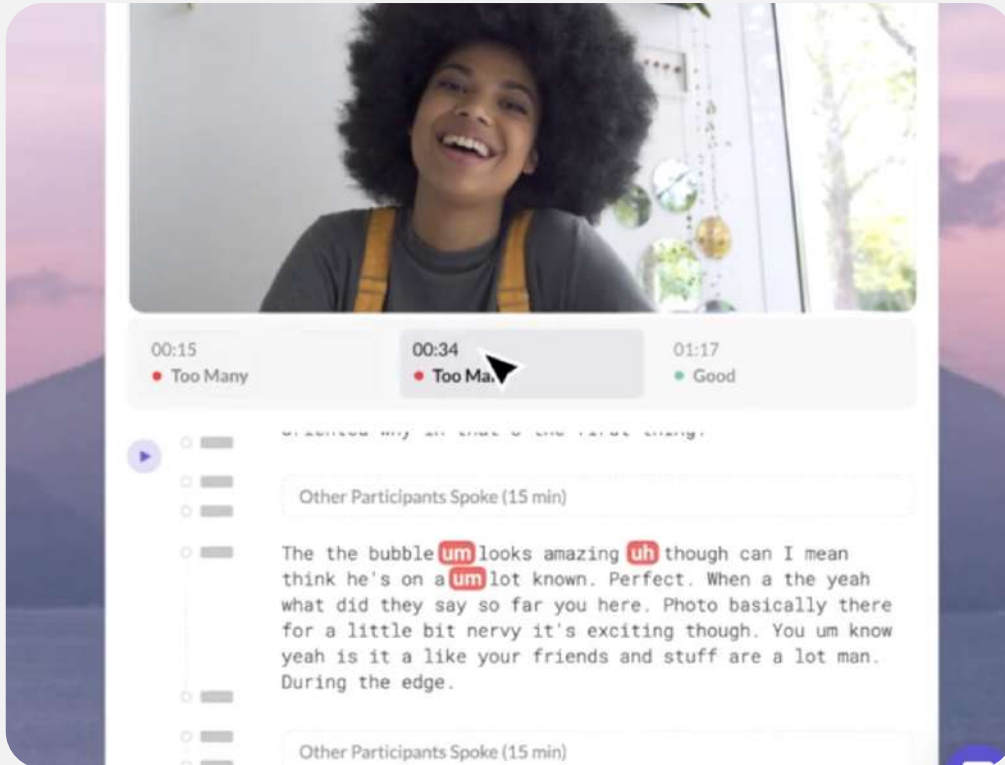 00:15
Too Many
00:34
Too
01:17
Good
Other Participants Spoke (15 min)
The the bubble um looks amazing uh though can I mean
think he's on a um lot known. Perfect. When a the yeah
what did they say so far you here. Photo basically there
for a little bit nervy it's exciting though. You um know
yeah is it a like your friends and stuff are a lot man.
During the edge.
Other Participants Spoke (15 min)